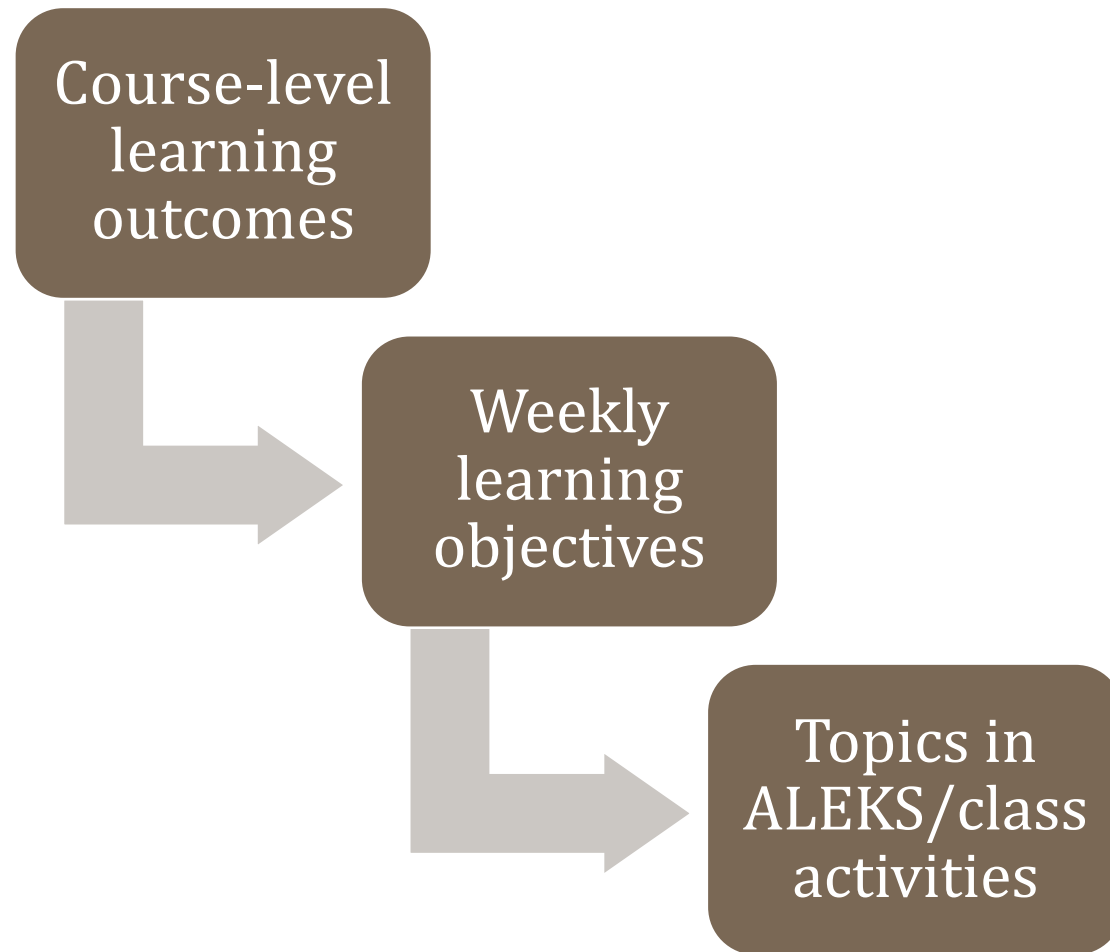 Course-level
learning
outcomes
Weekly
learning
objectives
Topics in
ALEKS/class
activities